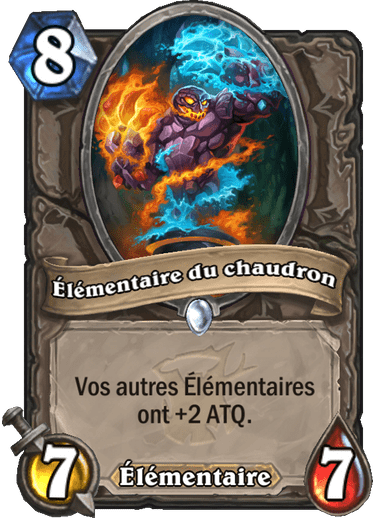 8
Élémentaire du chaudron
Vos autres Élémentaires
ont +2 ATQ.
7
Élémentaire
7